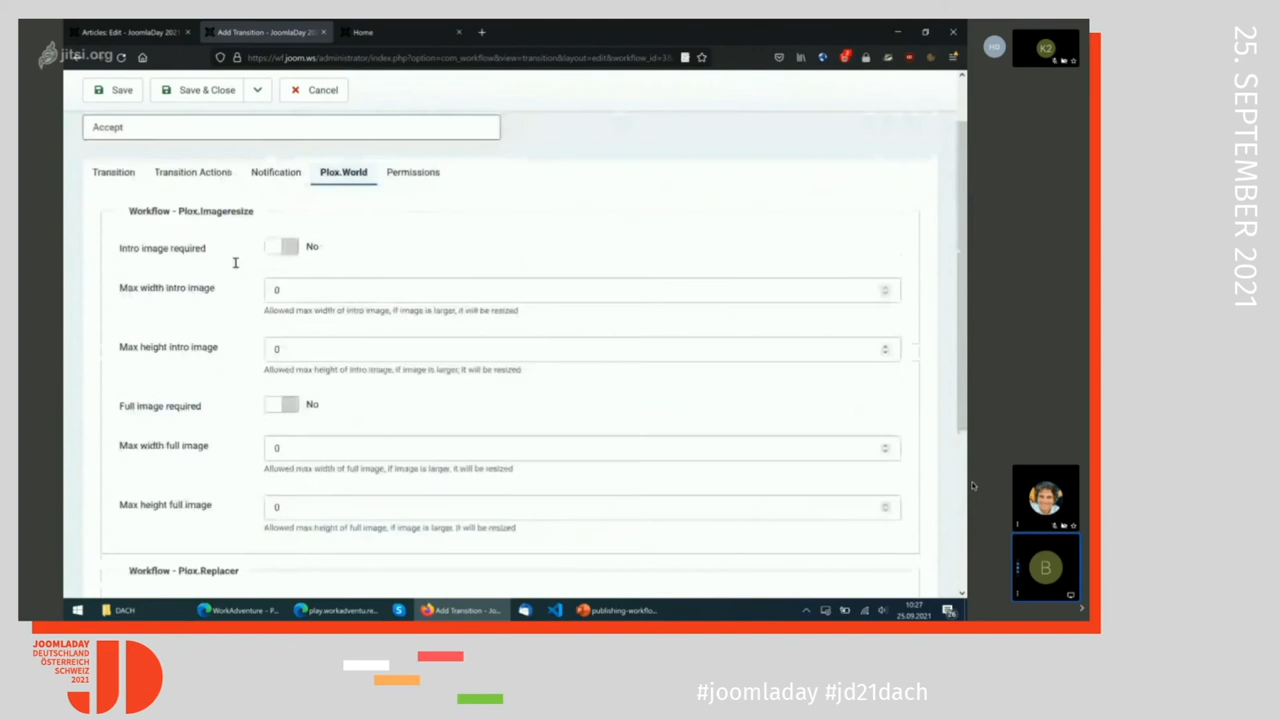 Articles: Edit - JoomlaDay 2021
Add Transition - JoomlaDay 202
Home
jitsi.org
https://wf.joom.ws/administrator/index.php?option=com_workflow&view=transition&layout=edit&workflow_id=3
HD
K2
Save
Save & Close
Cancel
Accept
Transition
Transition Actions
Notification
Plox.World
Permissions
Workflow - Plox.Imageresize
Intro image required
No
Max width intro image
0
Allowed max width of intro image, if image is larger, it will be resized
Max height intro image
0
Allowed max height of intro image, if image is larger, it will be resized
Full image required
No
Max width full image
0
Allowed max width of full image, if image is larger, it will be resized
Max height full image
0
Allowed max height of full image, if image is larger, it will be resized
Workflow - Plox.Replacer
B
DACH
WorkAdventure - P...
play.workadventu.re...
Add Transition - Jo...
publishing-workflo...
10:27
25.09.2021
25. SEPTEMBER 2021
JOOMLADAY
DEUTSCHLAND
ÖSTERREICH
SCHWEIZ
2021
#joomladay #jd21dach